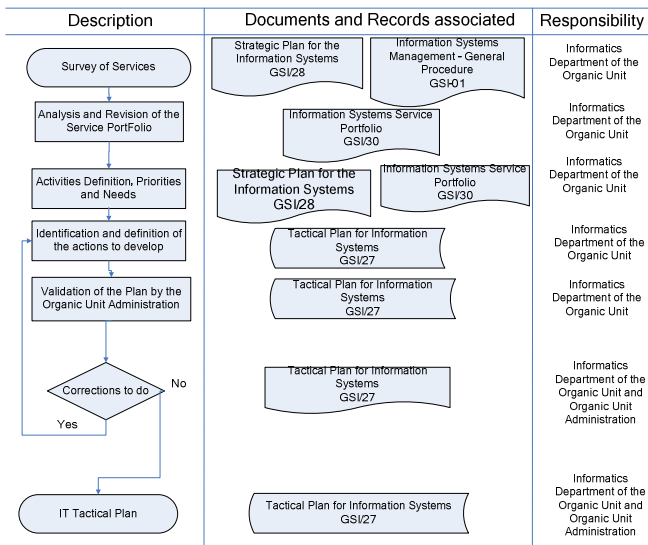 Description
Documents and Records associated
Responsibility
Survey of Services
Strategic Plan for the
Information Systems
GSI/28
Information Systems
Management - General
Procedure
GSI-01
Informatics
Department of the
Organic Unit
Analysis and Revision of the
Service PortFolio
Information Systems Service
Portfolio
GSI/30
Informatics
Department of the
Organic Unit
Activities Definition, Priorities
and Needs
Strategic Plan for the
Information Systems
GSI/28
Information Systems Service
Portfolio
GSI/30
Informatics
Department of the
Organic Unit
Identification and definition of
the actions to develop
Tactical Plan for Information
Systems
GSI/27
Informatics
Department of the
Organic Unit
Validation of the Plan by the
Organic Unit Administration
Tactical Plan for Information
Systems
GSI/27
Informatics
Department of the
Organic Unit
Corrections to do
No
Yes
Tactical Plan for Information
Systems
GSI/27
Informatics
Department of the
Organic Unit and
Organic Unit
Administration
IT Tactical Plan
Tactical Plan for Information Systems
GSI/27
Informatics
Department of the
Organic Unit and
Organic Unit
Administration